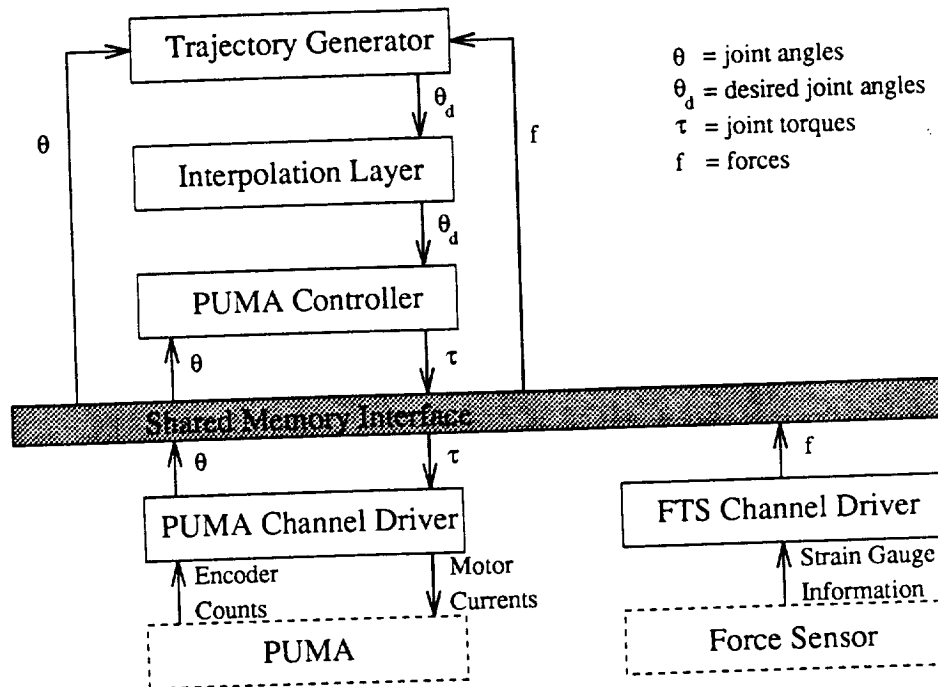 Trajectory Generator
θ = joint angles
θd = desired joint angles
τ = joint torques
f = forces
θd
θ
f
Interpolation Layer
θd
PUMA Controller
θ
τ
Shared Memory Interface
θ
τ
f
PUMA Channel Driver
FTS Channel Driver
Encoder
Counts
Motor
Currents
Strain Gauge
Information
PUMA
Force Sensor